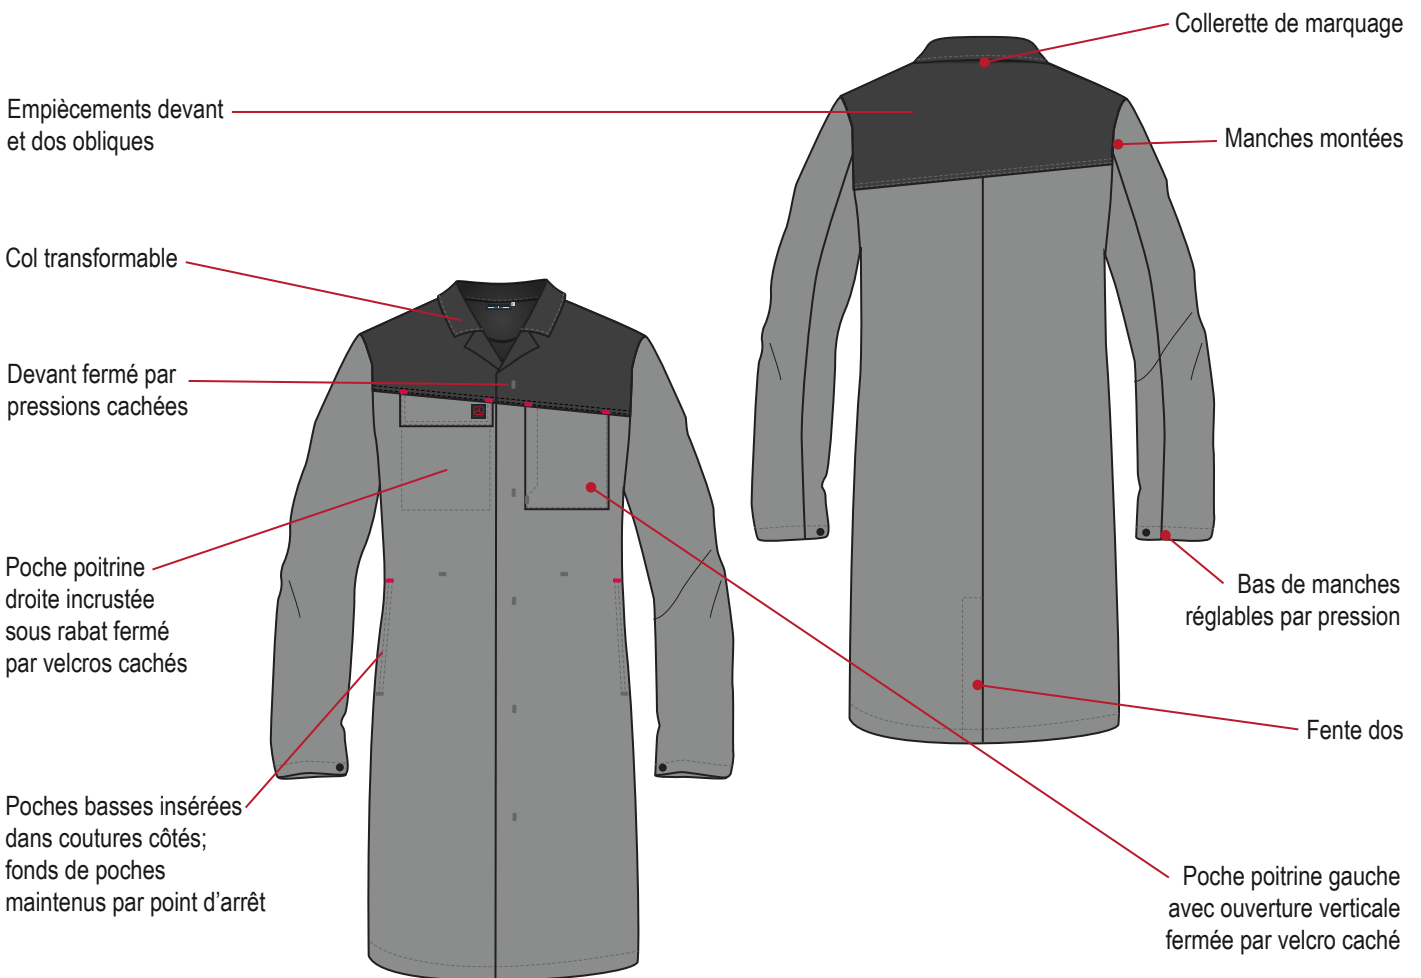 Collerette de marquage
Empiècements devant
et dos obliques
Manches montées
Col transformable
Devant fermé par
pressions cachées
Poche poitrine
droite incrustée
sous rabat fermé
par velcros cachés
Bas de manches
réglables par pression
Fente dos
Poches basses insérées
dans coutures côtés;
fonds de poches
maintenus par point d’arrêt
Poche poitrine gauche
avec ouverture verticale
fermée par velcro caché